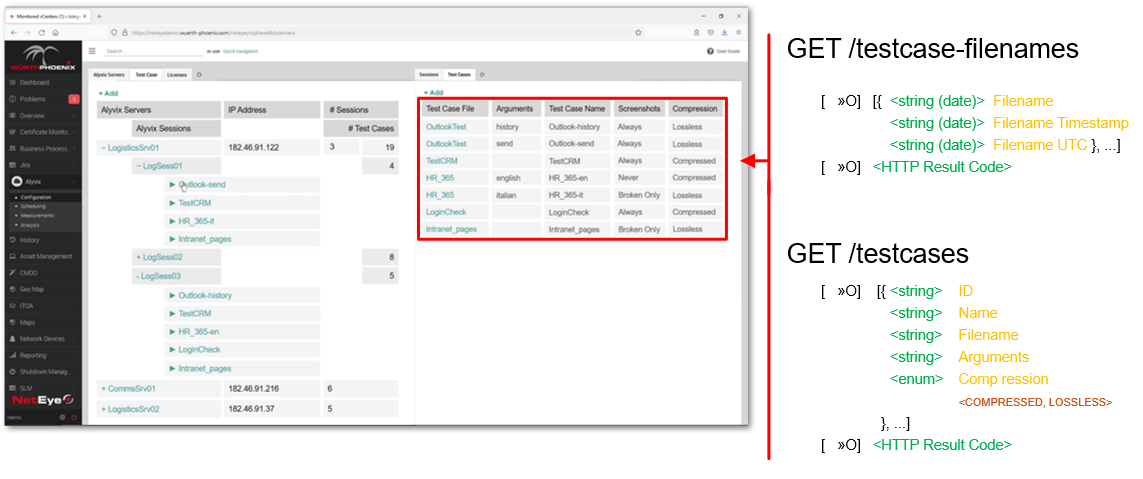 Monitored vCenters (1) :: Icinga
https://neteyedemo.wuerth-phoenix.com/neteye/vspheredb/vcenters
Search ...
or use Quick navigation
User Guide
WÜRTHPHOENIX
Dashboard
Problems 5
Overview
Certificate Monito...
Business Process...
Jira
Alyvix
Configuration
Scheduling
Measurements
Analysis
History
Asset Management
CMDO
Geo Map
ITOA
Maps
Network Devices
Reporting
Shutdown Manag...
SLM
NetEye
Alyvix Servers Test Case Licenses
+ Add
Alyvix Servers IP Address # Sessions
Alyvix Sessions # Test Cases
− LogisticsSrv01 182.46.91.122 3 19
− LogSess01 4
► Outlook-send
► TestCRM
► HR_365-it
► Intranet_pages
+ LogSess02 8
- LogSess03 5
► Outlook-history
► TestCRM
► HR_365-en
► LoginCheck
► Intranet_pages
+ CommsSrv01 182.46.91.216 6
+ LogisticsSrv02 182.46.91.37 5
Sessions Test Cases
+ Add
Test Case File Arguments Test Case Name Screenshots Compression
OutlookTest history Outlook-history Always Lossless
OutlookTest send Outlook-send Always Lossless
TestCRM TestCRM Always Compressed
HR_365 english HR_365-en Never Compressed
HR_365 italian HR_365-it Broken Only Lossless
LoginCheck LoginCheck Always Compressed
Intranet_pages Intranet_pages Broken Only Lossless
GET /testcase-filenames
[ »O] [{ <string (date)> Filename
<string (date)> Filename Timestamp
<string (date)> Filename UTC }, ...]
[ »O] <HTTP Result Code>
GET /testcases
[ »O] [{ <string> ID
<string> Name
<string> Filename
<string> Arguments
<enum> Comp ression
<COMPRESSED, LOSSLESS>
}, ...]
[ »O] <HTTP Result Code>